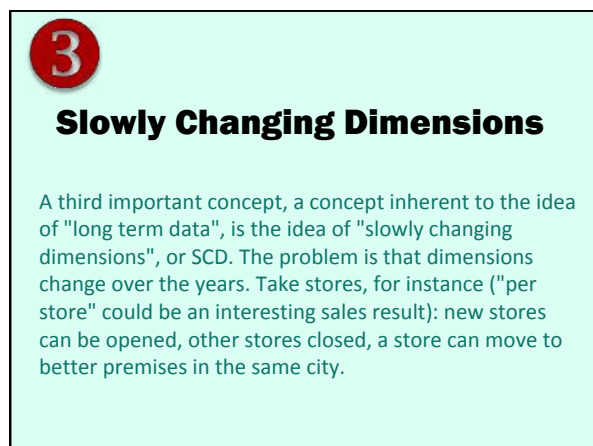 3
Slowly Changing Dimensions
A third important concept, a concept inherent to the idea
of "long term data", is the idea of "slowly changing
dimensions", or SCD. The problem is that dimensions
change over the years. Take stores, for instance ("per
store" could be an interesting sales result): new stores
can be opened, other stores closed, a store can move to
better premises in the same city.